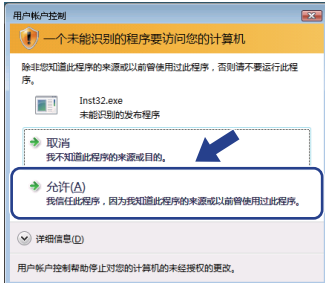 用户帐户控制
一个未能识别的程序要访问您的计算机
除非您知道此程序的来源或以前曾使用过此程序，否则请不要运行此程
序。
Inst32.exe
未能识别的发布程序
取消
我不知道此程序的来源或目的。
允许(A)
我信任此程序，因为我知道此程序的来源或以前曾使用过此程序。
详细信息(D)
用户帐户控制帮助停止对您的计算机的未经授权的更改。